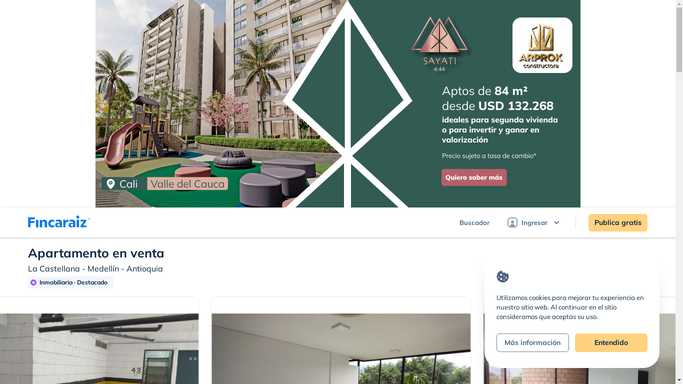 SAYATI
4:44
ARPROK
constructora
Aptos de 84 m²
desde USD 132.268
ideales para segunda vivienda
o para invertir y ganar en
valorización
Precio sujeto a tasa de cambio*
Quiero saber más
Cali Valle del Cauca
Fincaraiz
Buscador
Ingresar
Publica gratis
Apartamento en venta
La Castellana - Medellín - Antioquia
Inmobiliaria - Destacado
Utilizamos cookies para mejorar tu experiencia en
nuestro sitio web. Al continuar en el sitio
consideramos que aceptas su uso.
Más información
Entendido